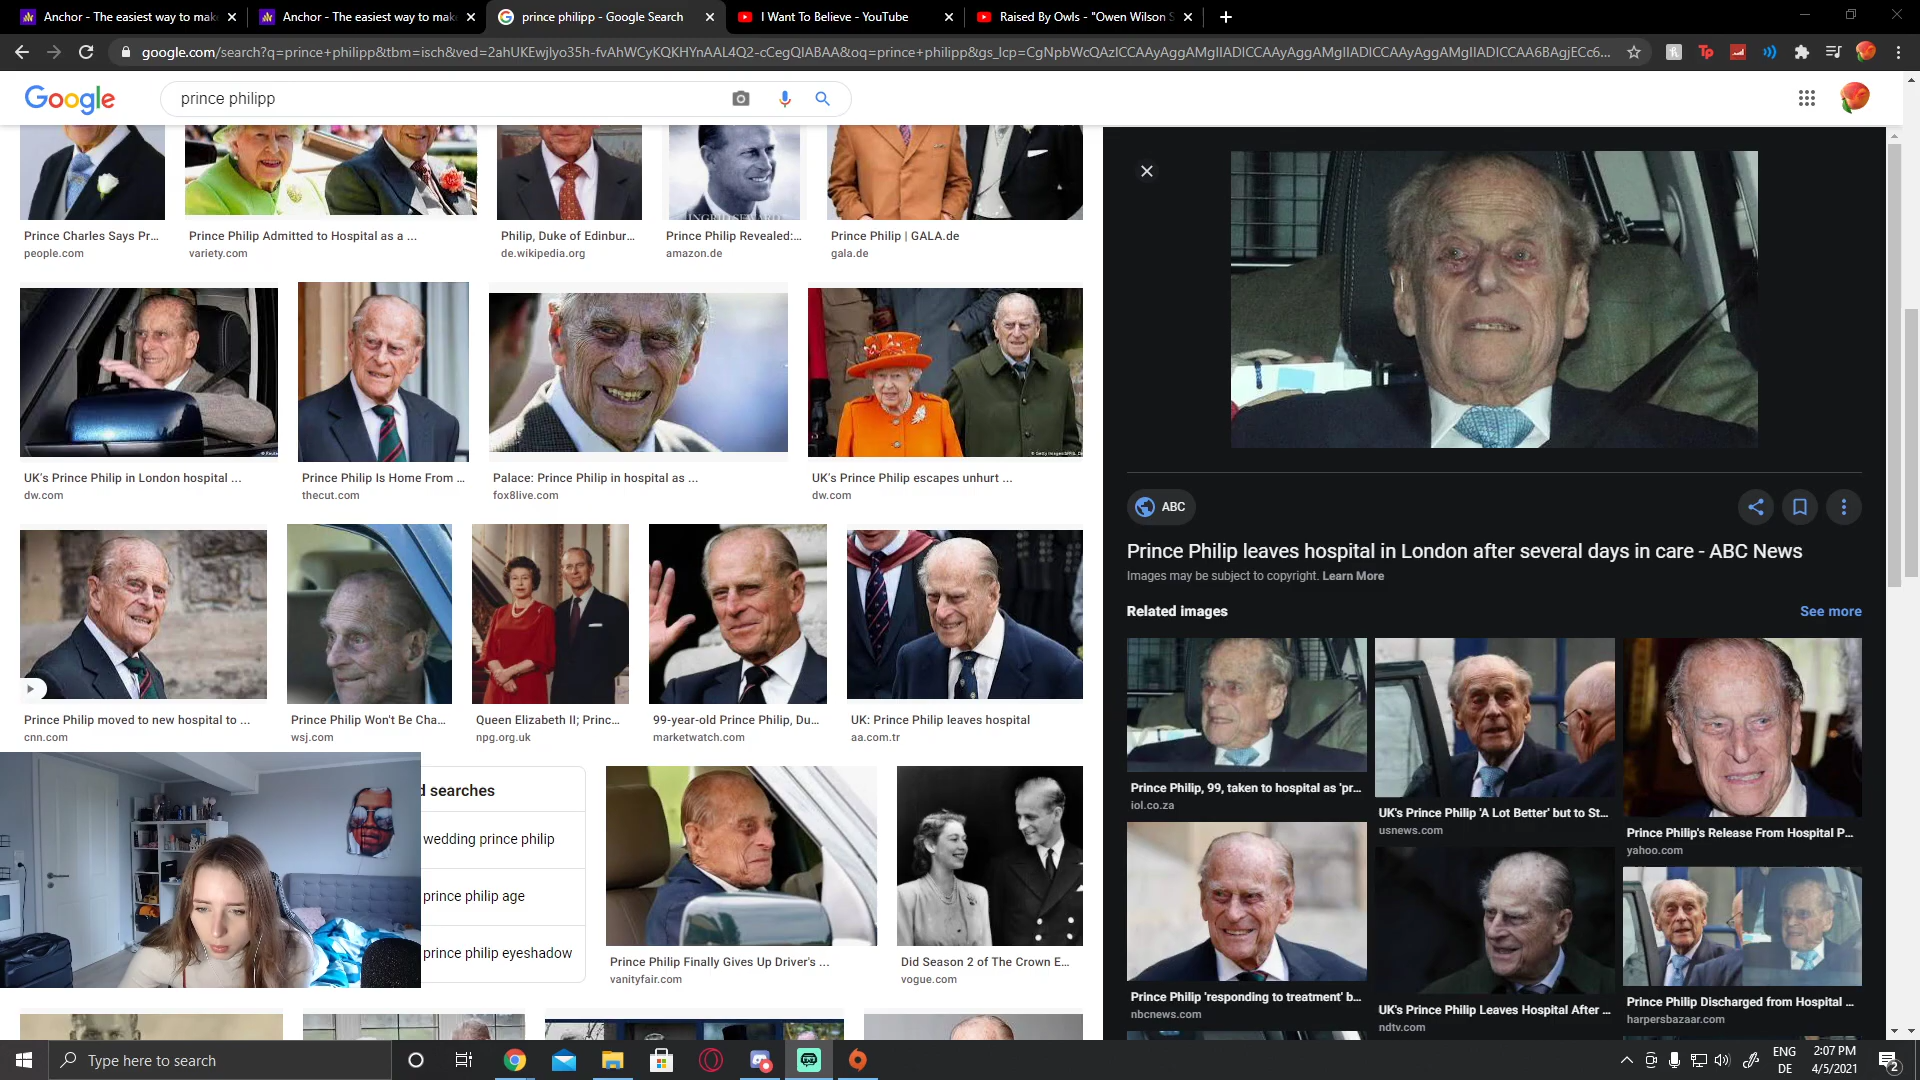 Anchor - The easiest way to mak
Anchor - The easiest way to mak
prince philipp - Google Search
I Want To Believe - YouTube
Raised By Owls - "Owen Wilson S
google.com/search?q=prince+philipp&tbm=isch&ved=2ahUKEwjlyo35h-fvAhWCyKQKHYnAAL4Q2-cCegQIABAA&oq=prince+philipp&gs_lcp=CgNpbWcQAzICCAAyAggAMgIIADICCAAyAggAMgIIADICCAAyAggAMgIIADICCAA6BAgjECc6...
Google
prince philipp
INGRID SEWARD
Prince Charles Says Pr...
people.com
Prince Philip Admitted to Hospital as a ...
variety.com
Philip, Duke of Edinbur...
de.wikipedia.org
Prince Philip Revealed:...
amazon.de
Prince Philip | GALA.de
gala.de
UK's Prince Philip in London hospital ...
dw.com
Prince Philip Is Home From ...
thecut.com
Palace: Prince Philip in hospital as ...
fox8live.com
UK's Prince Philip escapes unhurt ...
dw.com
Prince Philip moved to new hospital to ...
cnn.com
Prince Philip Won't Be Cha...
wsj.com
Queen Elizabeth II; Princ...
npg.org.uk
99-year-old Prince Philip, Du...
marketwatch.com
UK: Prince Philip leaves hospital
aa.com.tr
d searches
wedding prince philip
prince philip age
prince philip eyeshadow
Prince Philip Finally Gives Up Driver's ...
vanityfair.com
Did Season 2 of The Crown E...
vogue.com
ABC
Prince Philip leaves hospital in London after several days in care - ABC News
Images may be subject to copyright. Learn More
Related images
See more
Prince Philip, 99, taken to hospital as 'pr...
iol.co.za
UK's Prince Philip 'A Lot Better' but to St...
usnews.com
Prince Philip's Release From Hospital P...
yahoo.com
Prince Philip 'responding to treatment' b...
nbcnews.com
UK's Prince Philip Leaves Hospital After ...
ndtv.com
Prince Philip Discharged from Hospital ...
harpersbazaar.com
Type here to search
ENG
DE
2:07 PM
4/5/2021
2